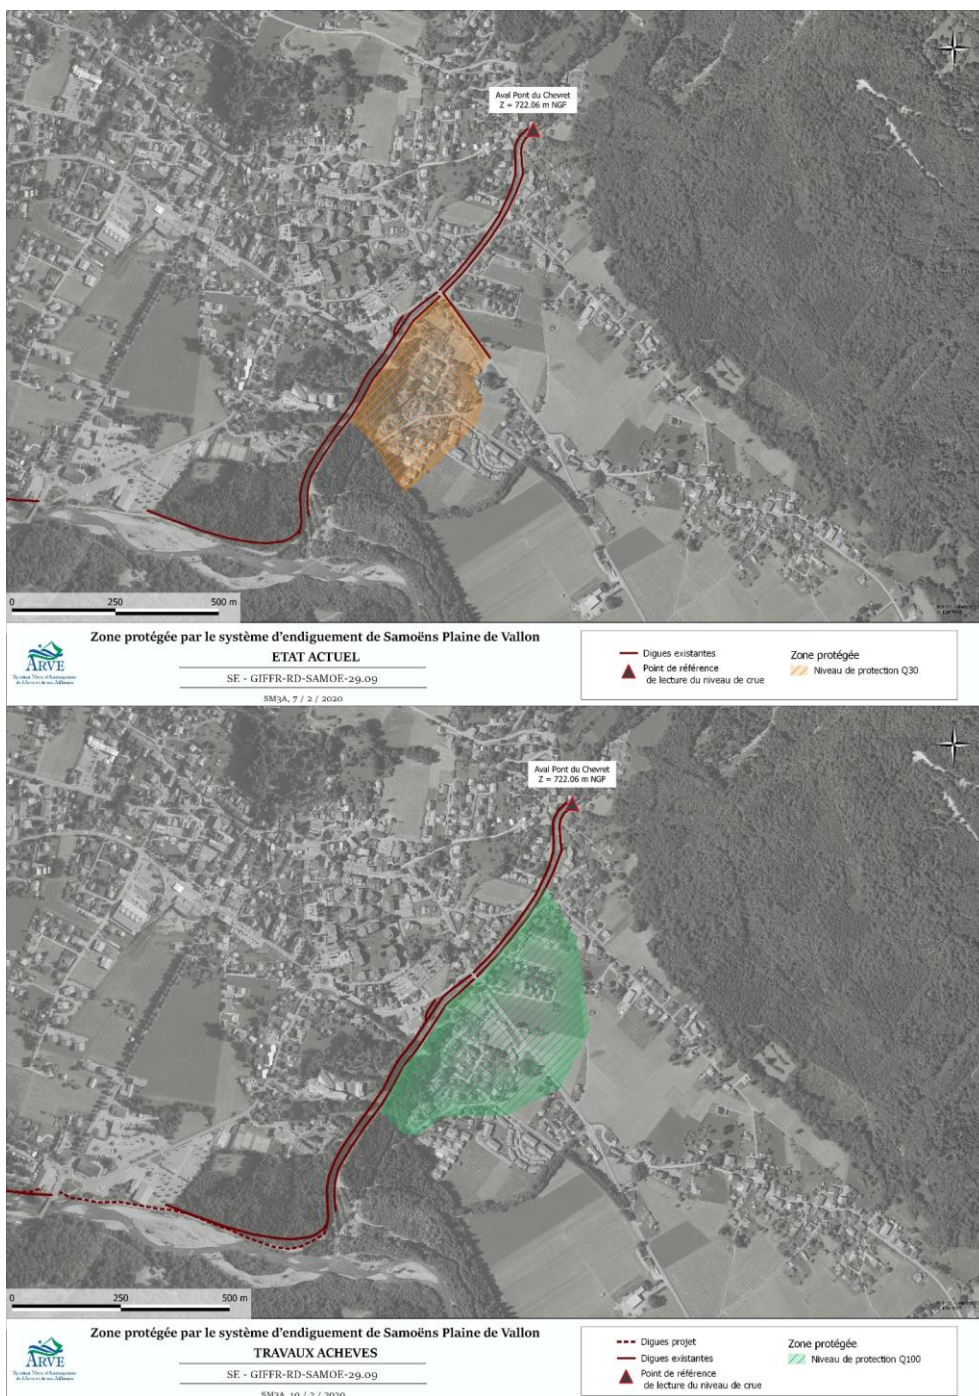 Aval Pont du Chevret
Z = 722.06 m NGF
0 250 500 m
Zone protégée par le système d'endiguement de Samoëns Plaine de Vallon
ETAT ACTUEL
SE - GIFFR-RD-SAMOE-29.09
SM3A, 7 / 2 / 2020
ARVE
Digues existantes
Point de référence
de lecture du niveau de crue
Zone protégée
Niveau de protection Q30
Aval Pont du Chevret
Z = 722.06 m NGF
0 250 500 m
Zone protégée par le système d'endiguement de Samoëns Plaine de Vallon
TRAVAUX ACHEVES
SE - GIFFR-RD-SAMOE-29.09
SM3A, 10 / 2 / 2020
ARVE
Digues projet
Digues existantes
Point de référence
de lecture du niveau de crue
Zone protégée
Niveau de protection Q100